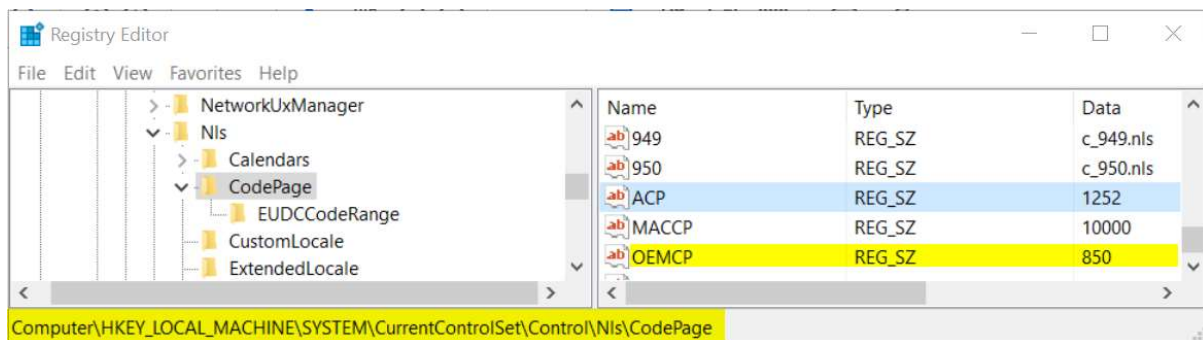 Registry Editor
File Edit View Favorites Help
NetworkUxManager
Nls
Calendars
CodePage
EUDCCodeRange
CustomLocale
ExtendedLocale
Name Type Data
949 REG_SZ c_949.nls
950 REG_SZ c_950.nls
ACP REG_SZ 1252
MACCP REG_SZ 10000
OEMCP REG_SZ 850
Computer\HKEY_LOCAL_MACHINE\SYSTEM\CurrentControlSet\Control\Nls\CodePage